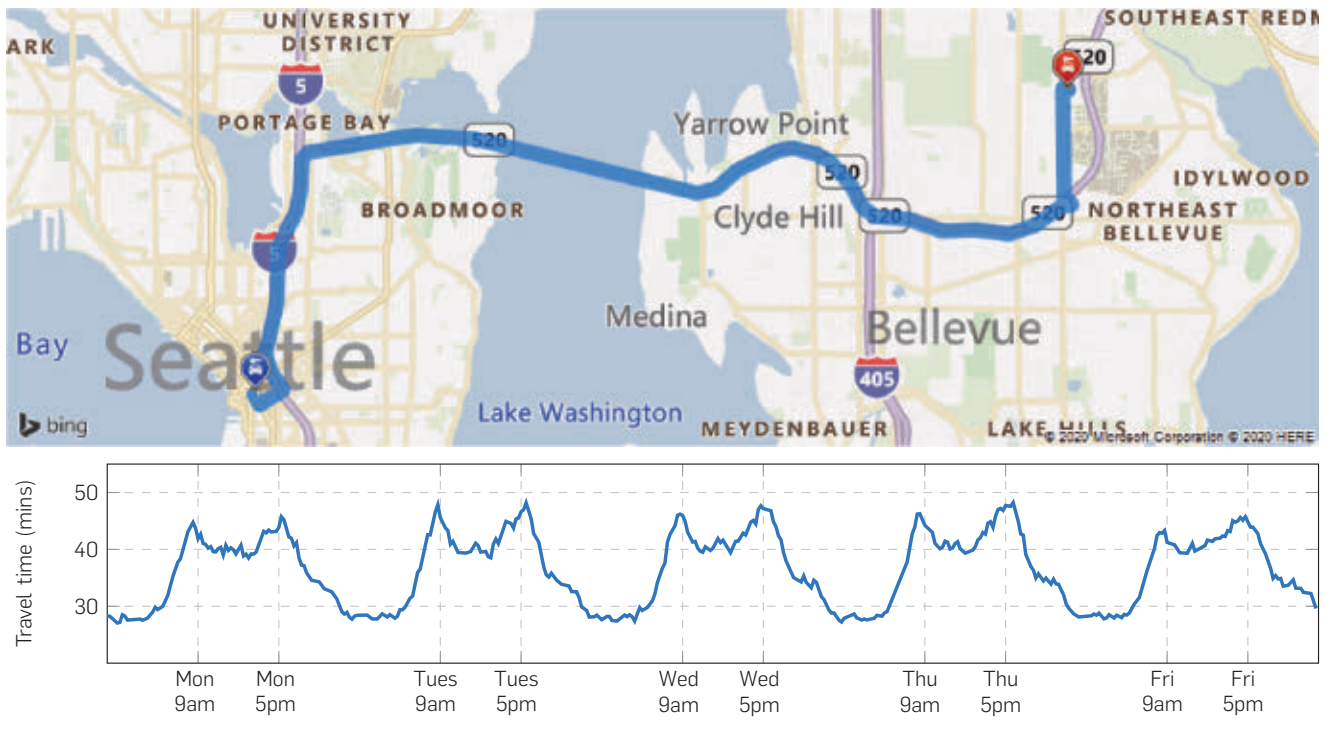 UNIVERSITY
DISTRICT
SOUTHEAST REDM
ARK
520
5
PORTAGE BAY
Yarrow Point
520
520
IDYLWOOD
BROADMOOR
Clyde Hill
520
520
NORTHEAST
BELLEVUE
5
Medina
Bellevue
Bay
Seattle
405
Lake Washington
bing
MEYDENBAUER
LAKE HILLS
© 2020 Microsoft Corporation © 2020 HERE
Travel time (mins)
50
40
30
Mon
9am
Mon
5pm
Tues
9am
Tues
5pm
Wed
9am
Wed
5pm
Thu
9am
Thu
5pm
Fri
9am
Fri
5pm